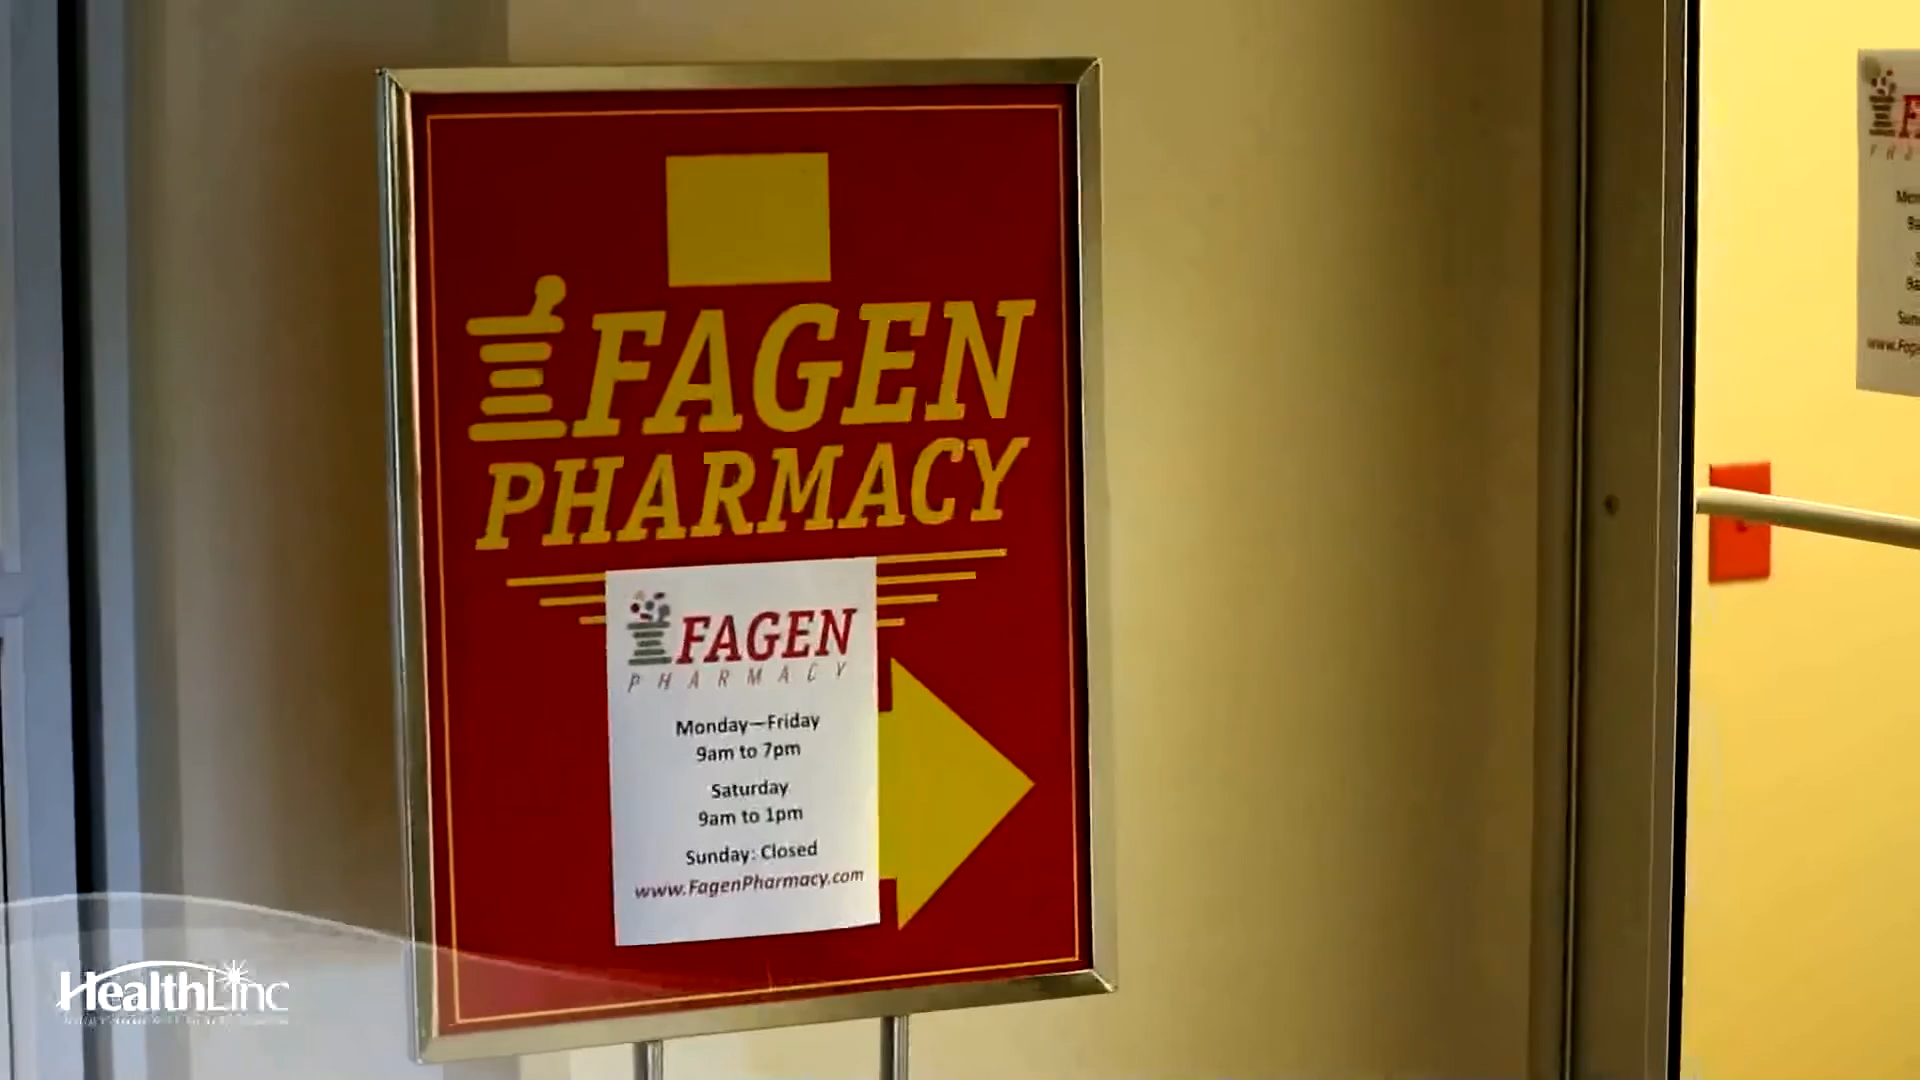 FAGEN
PHARMACY
FAGEN
PHARMACY
Monday—Friday
9am to 7pm
Saturday
9am to 1pm
Sunday: Closed
www.FagenPharmacy.com
HealthLinc